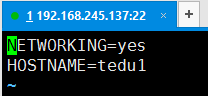 1 192.168.245.137:22 × +
NETWORKING=yes
HOSTNAME=tedu1
~